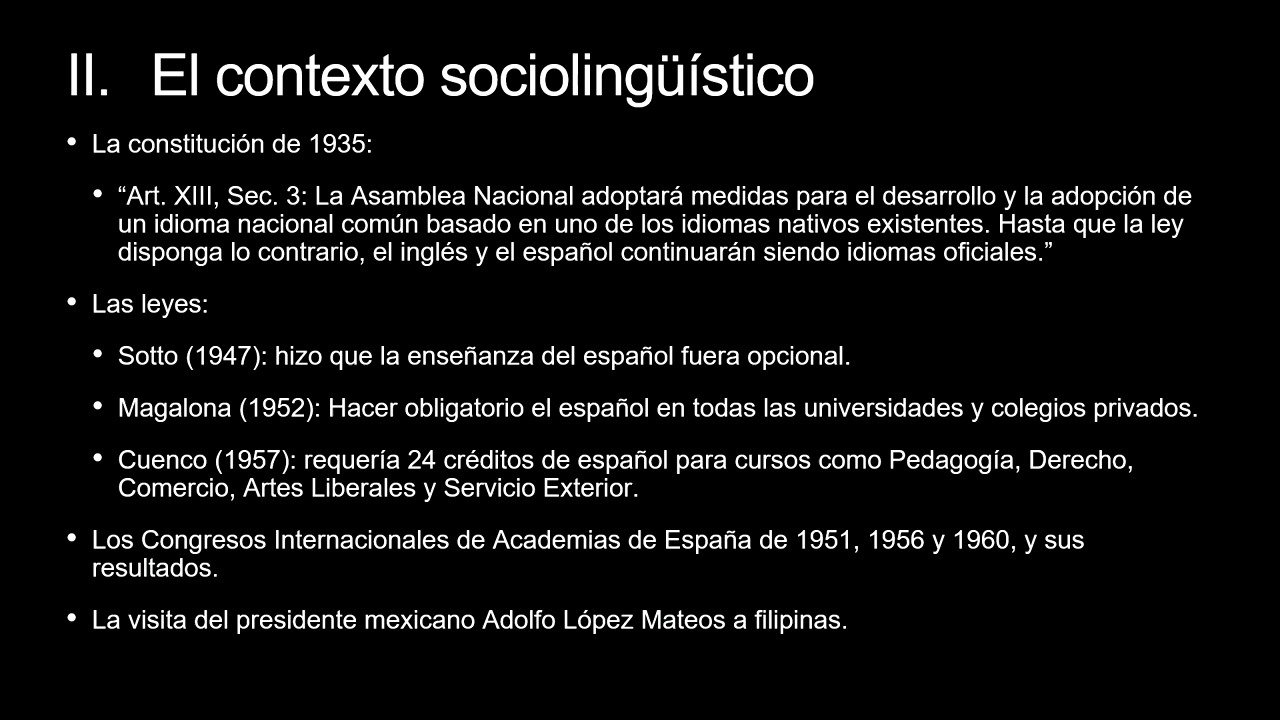 II. El contexto sociolingüístico
• La constitución de 1935:
• “Art. XIII, Sec. 3: La Asamblea Nacional adoptará medidas para el desarrollo y la adopción de
un idioma nacional común basado en uno de los idiomas nativos existentes. Hasta que la ley
disponga lo contrario, el inglés y el español continuarán siendo idiomas oficiales.”
• Las leyes:
• Sotto (1947): hizo que la enseñanza del español fuera opcional.
• Magalona (1952): Hacer obligatorio el español en todas las universidades y colegios privados.
• Cuenco (1957): requería 24 créditos de español para cursos como Pedagogía, Derecho,
Comercio, Artes Liberales y Servicio Exterior.
• Los Congresos Internacionales de Academias de España de 1951, 1956 y 1960, y sus
resultados.
• La visita del presidente mexicano Adolfo López Mateos a filipinas.